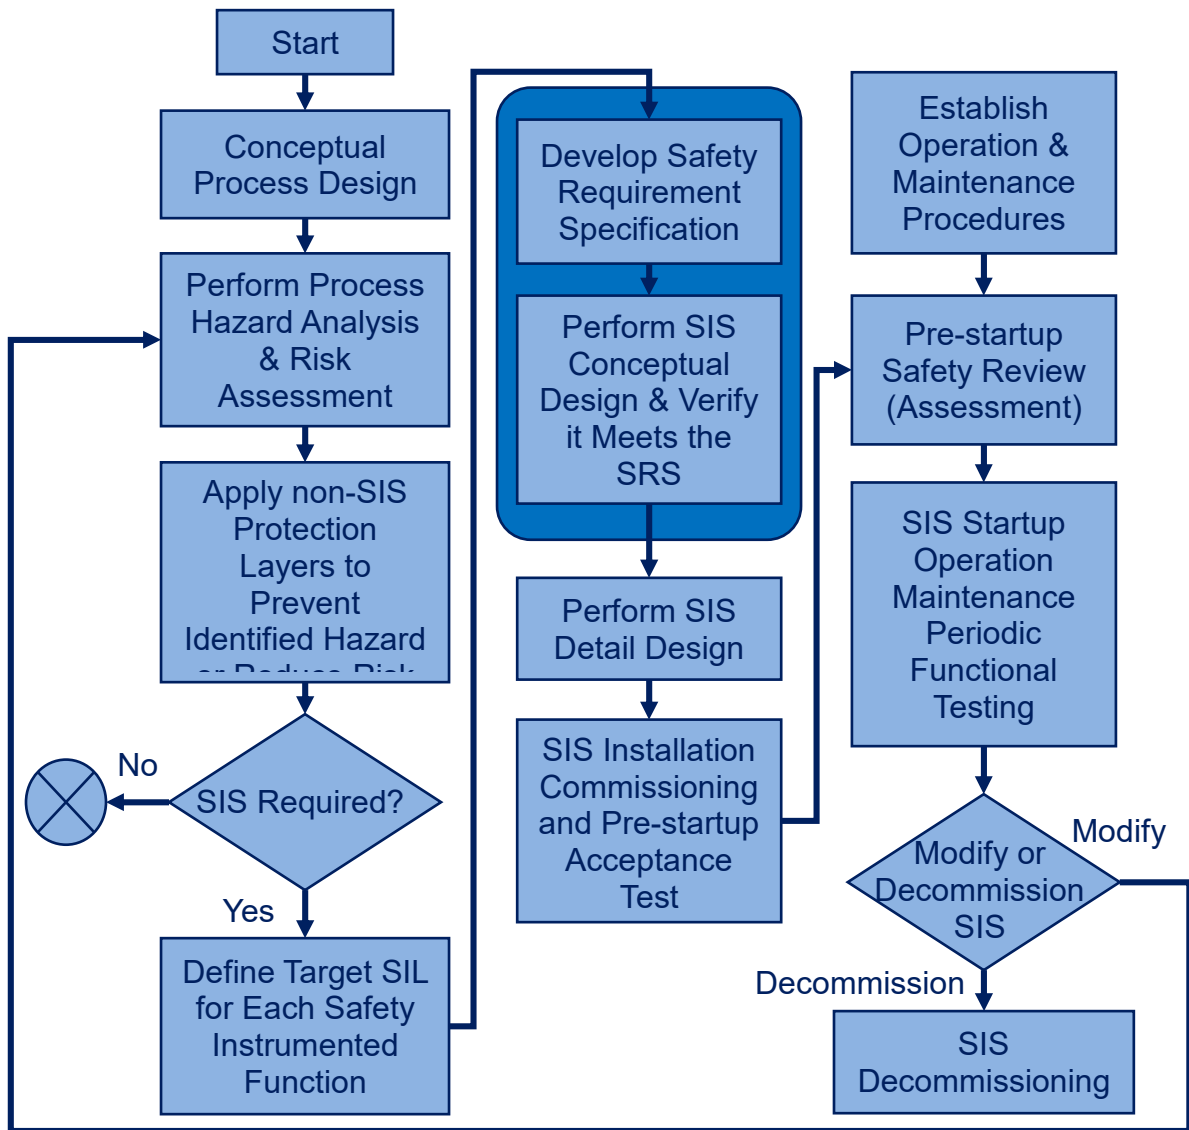 Start
Conceptual
Process Design
Perform Process
Hazard Analysis
& Risk
Assessment
Apply non-SIS
Protection
Layers to
Prevent
Identified Hazard
or Reduce Risk
No
SIS Required?
Yes
Define Target SIL
for Each Safety
Instrumented
Function
Develop Safety
Requirement
Specification
Perform SIS
Conceptual
Design & Verify
it Meets the
SRS
Perform SIS
Detail Design
SIS Installation
Commissioning
and Pre-startup
Acceptance
Test
Establish
Operation &
Maintenance
Procedures
Pre-startup
Safety Review
(Assessment)
SIS Startup
Operation
Maintenance
Periodic
Functional
Testing
Modify
Modify or
Decommission
SIS
Decommission
SIS
Decommissioning